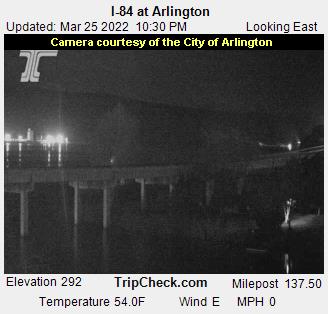 I-84 at Arlington
Updated: Mar 25 2022 10:30 PM Looking East
Camera courtesy of the City of Arlington
Elevation 292 TripCheck.com Milepost 137.50
Temperature 54.0F Wind E MPH 0